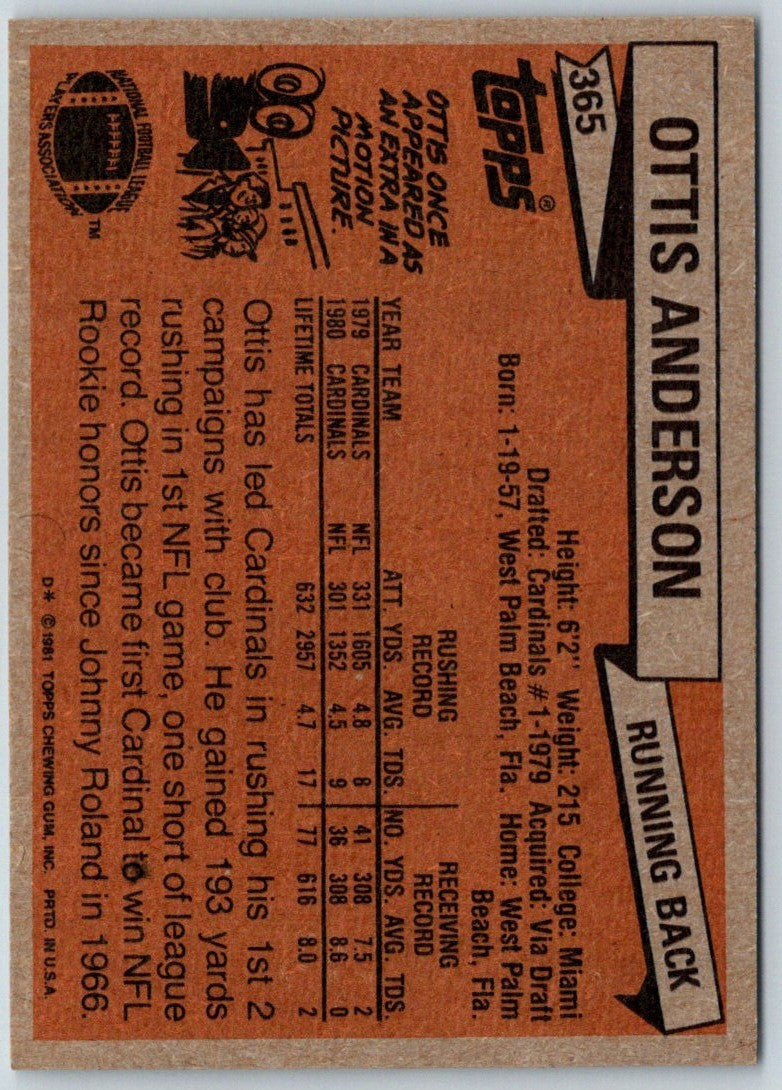 365
OTTIS ANDERSON
RUNNING BACK
topps®
Height: 6'2'' Weight: 215 College: Miami
Drafted: Cardinals #1-1979 Acquired: Via Draft
Born: 1-19-57, West Palm Beach, Fla. Home: West Palm
Beach, Fla.
OTTIS ONCE
APPEARED AS
AN EXTRA IN A
MOTION
PICTURE.
RUSHING RECEIVING
RECORD RECORD
YEAR TEAM ATT. YDS. AVG. TDS. NO. YDS. AVG. TDS
1979 CARDINALS NFL 331 1605 4.8 8 41 308 7.5 2
1980 CARDINALS NFL 301 1352 4.5 9 36 308 8.6 0
LIFETIME TOTALS 632 2957 4.7 17 77 616 8.0 2
Ottis has led Cardinals in rushing his 1st 2
campaigns with club. He gained 193 yards
rushing in 1st NFL game, one short of league
record. Ottis became first Cardinal to win NFL
Rookie honors since Johnny Roland in 1966.
NATIONAL FOOTBALL LEAGUE
PLAYERS ASSOCIATION
TM
D* © 1981 TOPPS CHEWING GUM, INC. PRTD. IN U.S.A.